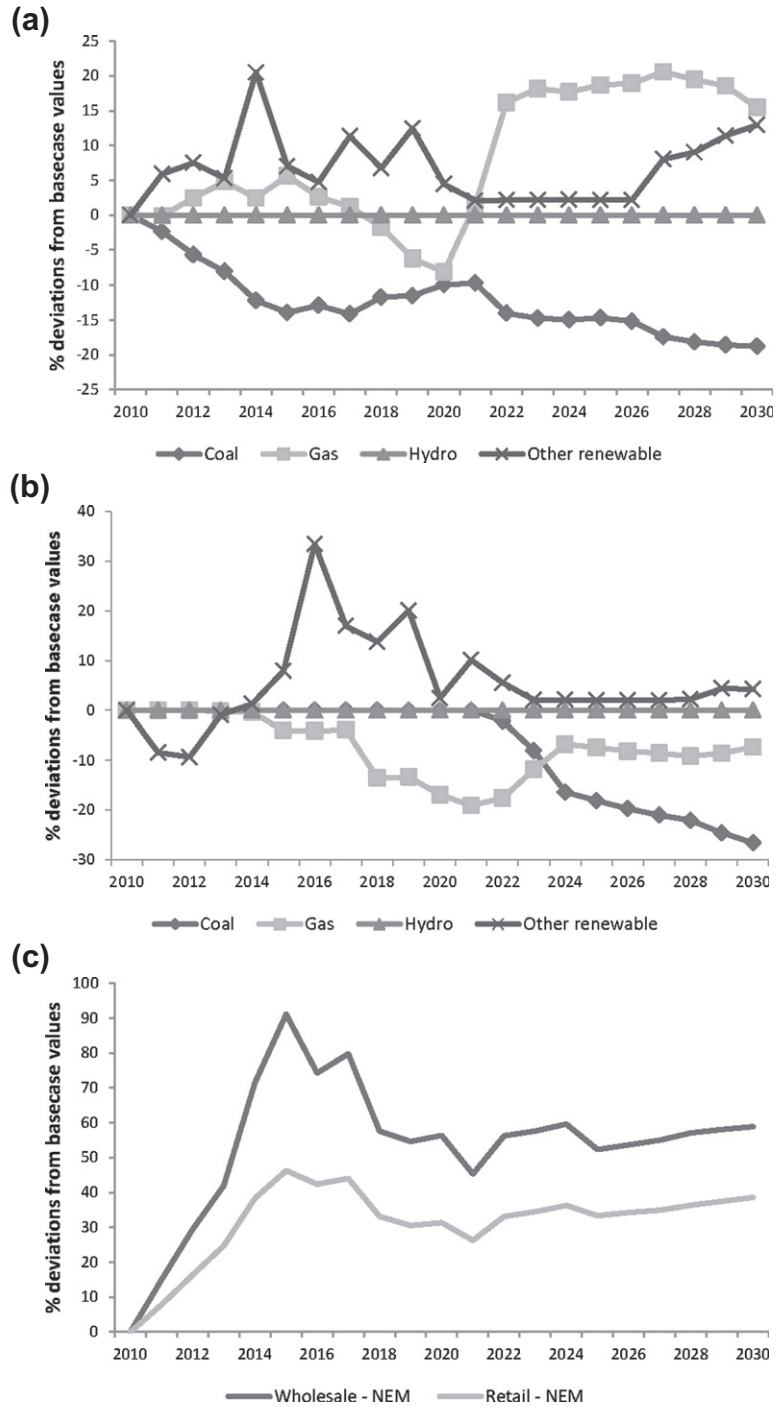 (a)
% deviations from basecase values
25
20
15
10
5
0
-5
-10
-15
-20
-25
2010 2012 2014 2016 2018 2020 2022 2024 2026 2028 2030
Coal Gas Hydro Other renewable
(b)
% deviations from basecase values
40
30
20
10
0
-10
-20
-30
2010 2012 2014 2016 2018 2020 2022 2024 2026 2028 2030
Coal Gas Hydro Other renewable
(c)
% deviations from basecase values
100
90
80
70
60
50
40
30
20
10
0
2010 2012 2014 2016 2018 2020 2022 2024 2026 2028 2030
Wholesale - NEM Retail - NEM